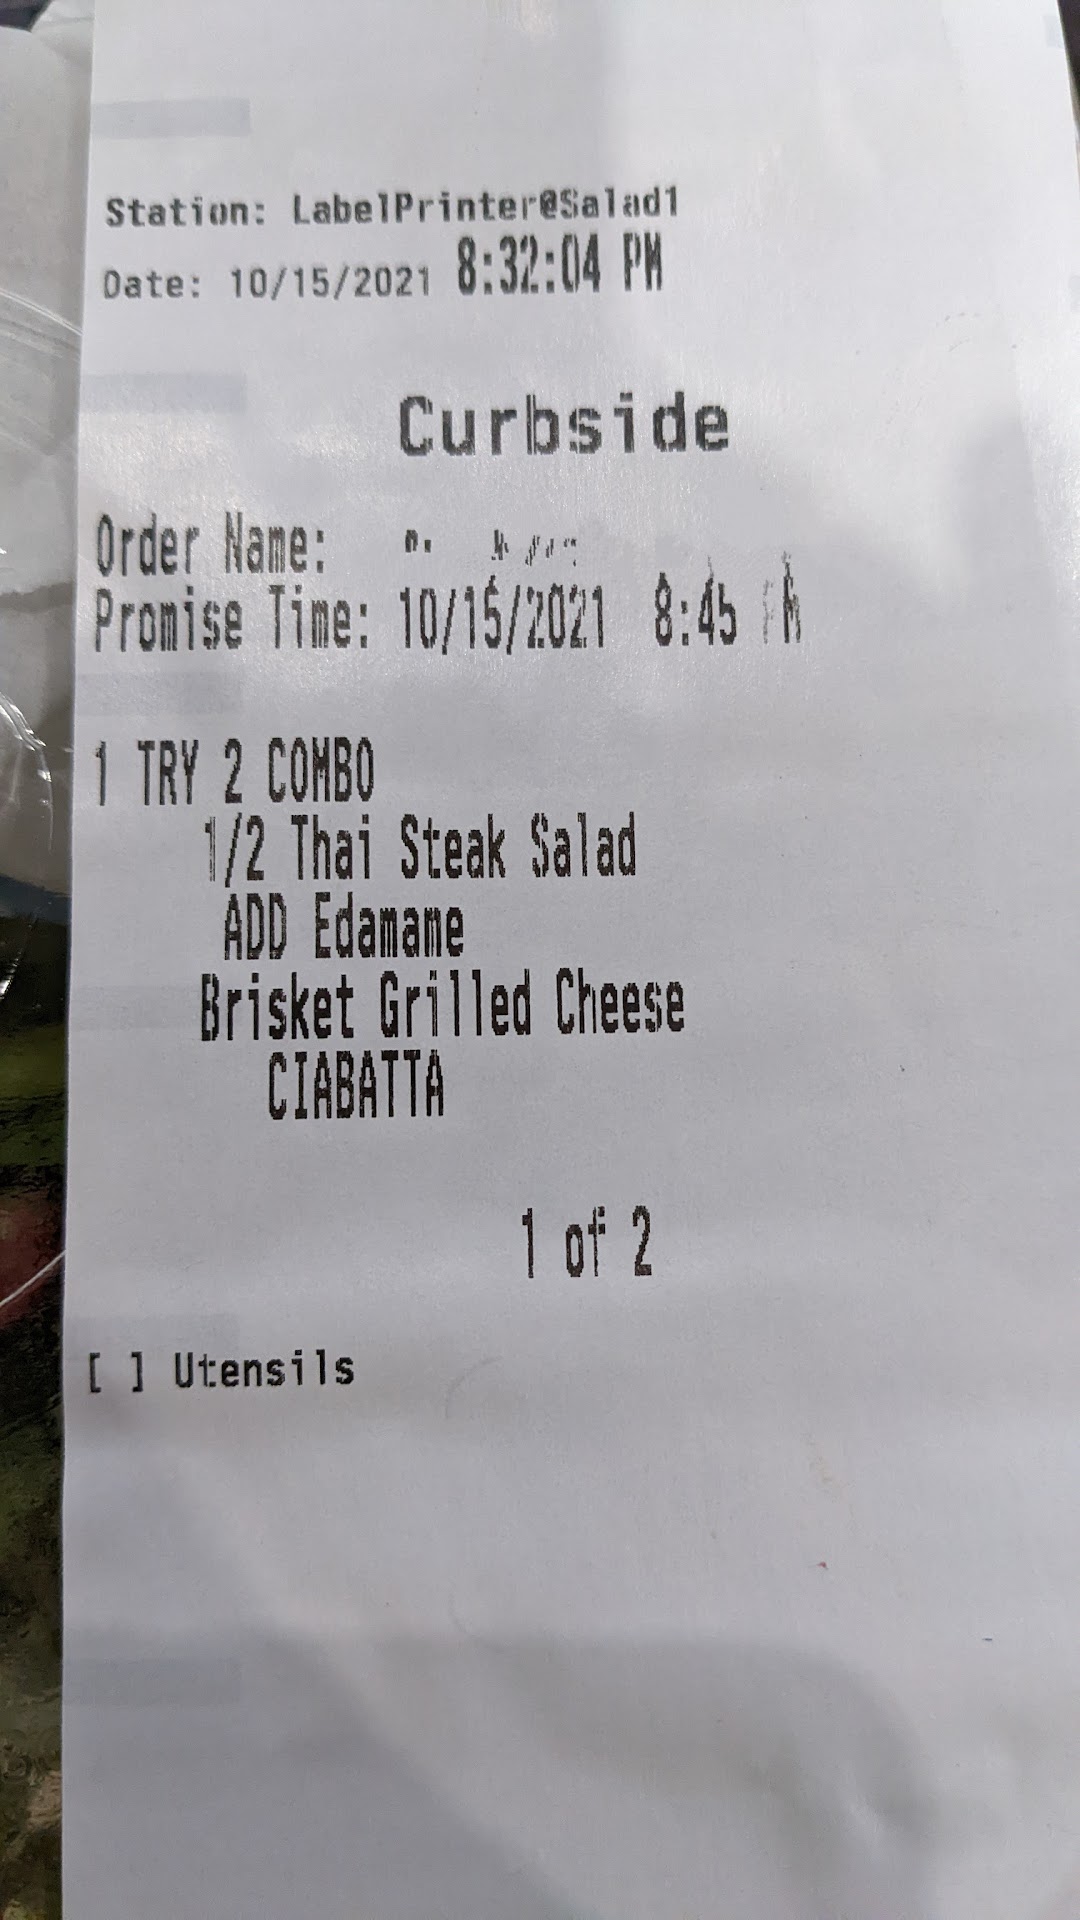 Station: LabelPrinter@Salad1
Date: 10/15/2021 8:32:04 PM
Curbside
Order Name:
Promise Time: 10/15/2021 8:45 PM
1 TRY 2 COMBO
1/2 Thai Steak Salad
ADD Edamame
Brisket Grilled Cheese
CIABATTA
1 of 2
[ ] Utensils